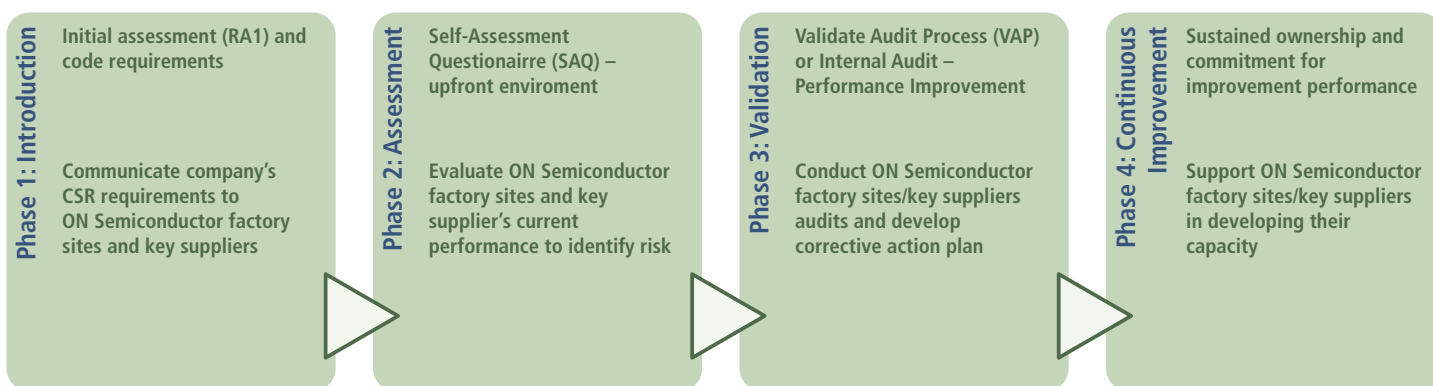 Phase 1: Introduction
Initial assessment (RA1) and
code requirements
Communicate company’s
CSR requirements to
ON Semiconductor factory
sites and key suppliers
Phase 2: Assessment
Self-Assessment
Questionairre (SAQ) –
upfront enviroment
Evaluate ON Semiconductor
factory sites and key
supplier’s current
performance to identify risk
Phase 3: Validation
Validate Audit Process (VAP)
or Internal Audit –
Performance Improvement
Conduct ON Semiconductor
factory sites/key suppliers
audits and develop
corrective action plan
Phase 4: Continuous
Improvement
Sustained ownership and
commitment for
improvement performance
Support ON Semiconductor
factory sites/key suppliers
in developing their
capacity